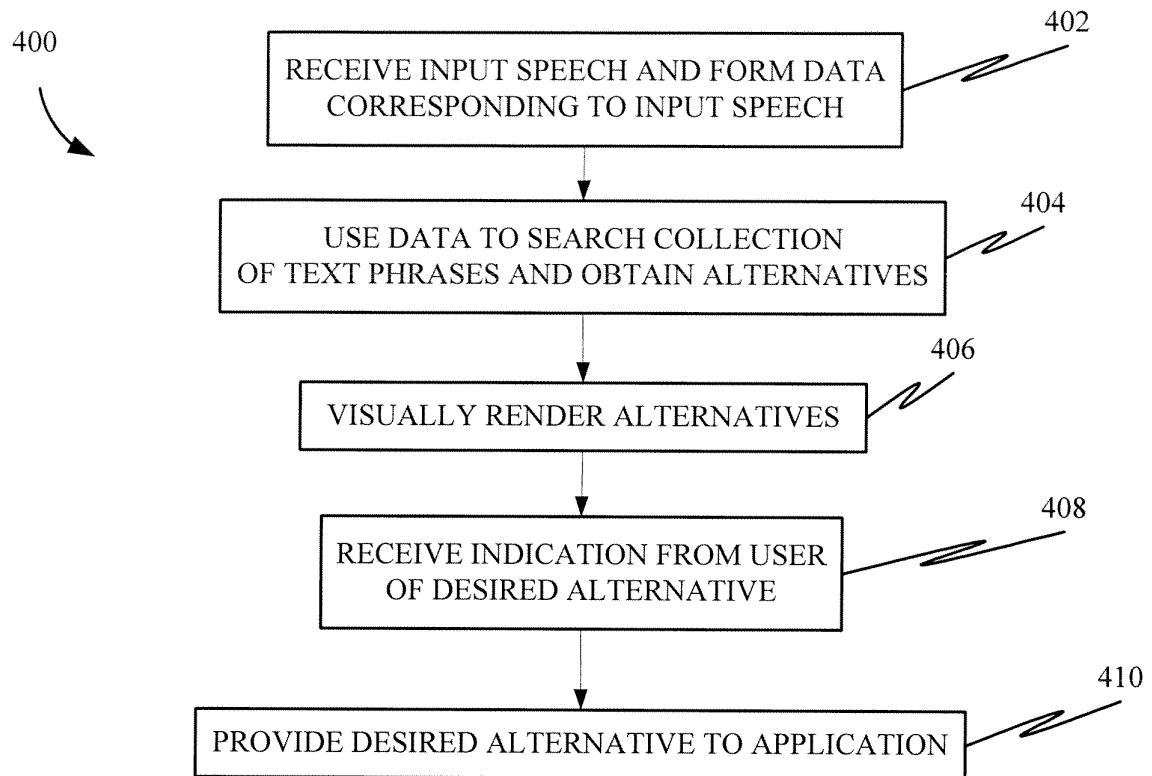 400
402
RECEIVE INPUT SPEECH AND FORM DATA
CORRESPONDING TO INPUT SPEECH
404
USE DATA TO SEARCH COLLECTION
OF TEXT PHRASES AND OBTAIN ALTERNATIVES
406
VISUALLY RENDER ALTERNATIVES
408
RECEIVE INDICATION FROM USER
OF DESIRED ALTERNATIVE
410
PROVIDE DESIRED ALTERNATIVE TO APPLICATION